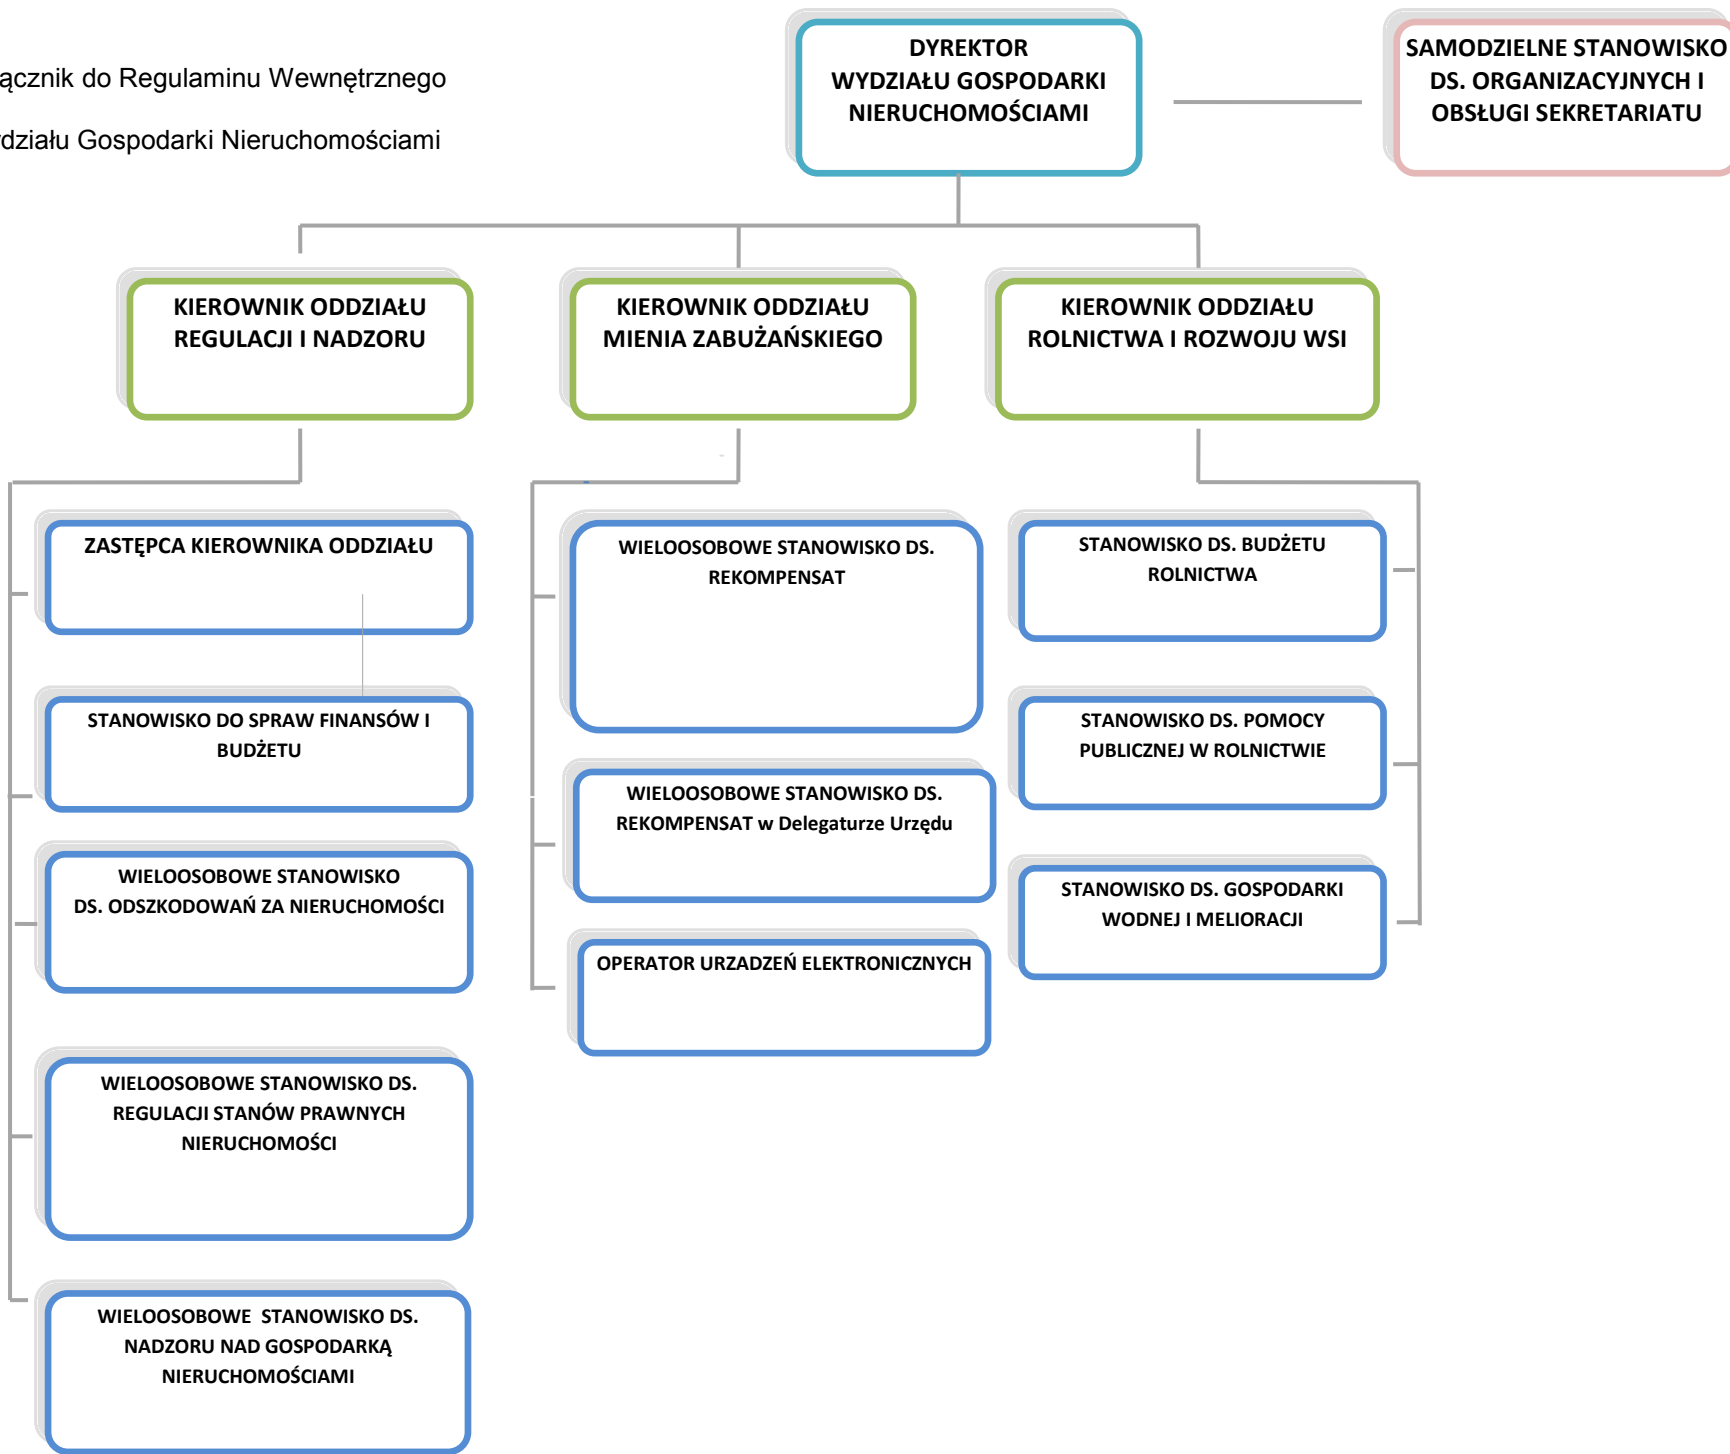 ącznik do Regulaminu Wewnętrznego
działu Gospodarki Nieruchomościami
DYREKTOR
WYDZIAŁU GOSPODARKI
NIERUCHOMOŚCIAMI
SAMODZIELNE STANOWISKO
DS. ORGANIZACYJNYCH I
OBSŁUGI SEKRETARIATU
KIEROWNIK ODDZIAŁU
REGULACJI I NADZORU
KIEROWNIK ODDZIAŁU
MIENIA ZABUŻAŃSKIEGO
KIEROWNIK ODDZIAŁU
ROLNICTWA I ROZWOJU WSI
ZASTĘPCA KIEROWNIKA ODDZIAŁU
STANOWISKO DO SPRAW FINANSÓW I
BUDŻETU
WIELOOSOBOWE STANOWISKO
DS. ODSZKODOWAŃ ZA NIERUCHOMOŚCI
WIELOOSOBOWE STANOWISKO DS.
REGULACJI STANÓW PRAWNYCH
NIERUCHOMOŚCI
WIELOOSOBOWE  STANOWISKO DS.
NADZORU NAD GOSPODARKĄ
NIERUCHOMOŚCIAMI
WIELOOSOBOWE STANOWISKO DS.
REKOMPENSAT
WIELOOSOBOWE STANOWISKO DS.
REKOMPENSAT w Delegaturze Urzędu
OPERATOR URZADZEŃ ELEKTRONICZNYCH
STANOWISKO DS. BUDŻETU
ROLNICTWA
STANOWISKO DS. POMOCY
PUBLICZNEJ W ROLNICTWIE
STANOWISKO DS. GOSPODARKI
WODNEJ I MELIORACJI